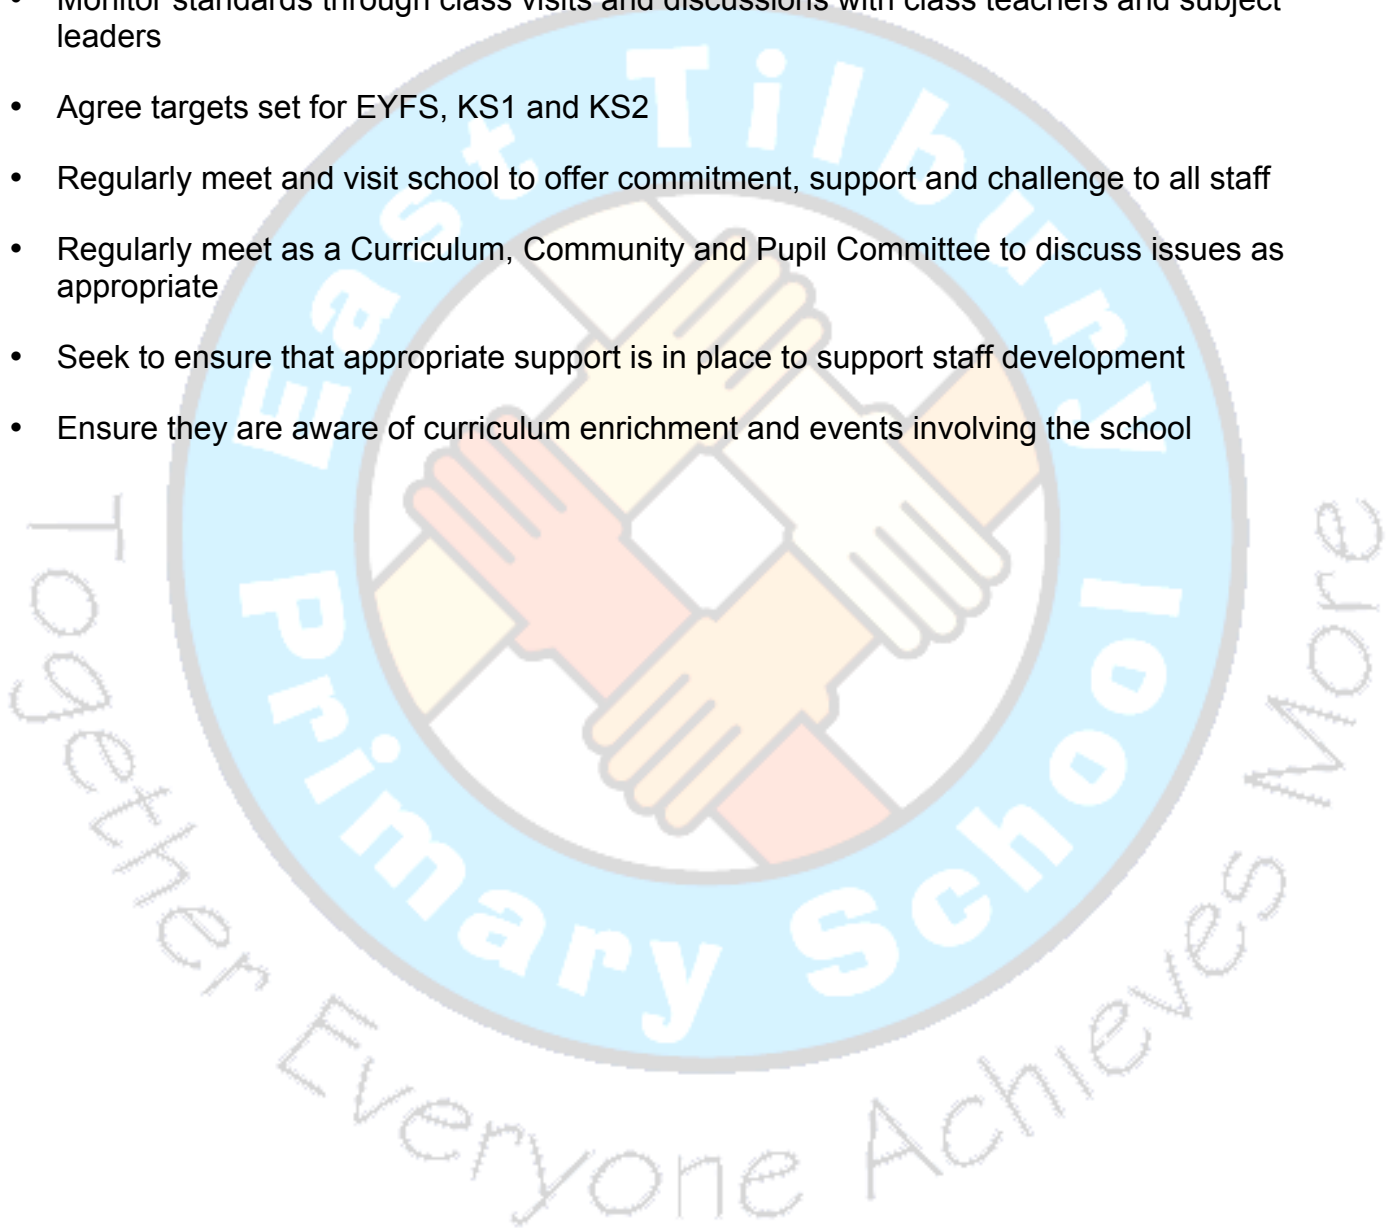 • Monitor standards through class visits and discussions with class teachers and subject
leaders
• Agree targets set for EYFS, KS1 and KS2
• Regularly meet and visit school to offer commitment, support and challenge to all staff
• Regularly meet as a Curriculum, Community and Pupil Committee to discuss issues as
appropriate
• Seek to ensure that appropriate support is in place to support staff development
• Ensure they are aware of curriculum enrichment and events involving the school
East Tilbury
Primary School
Together Everyone Achieves More